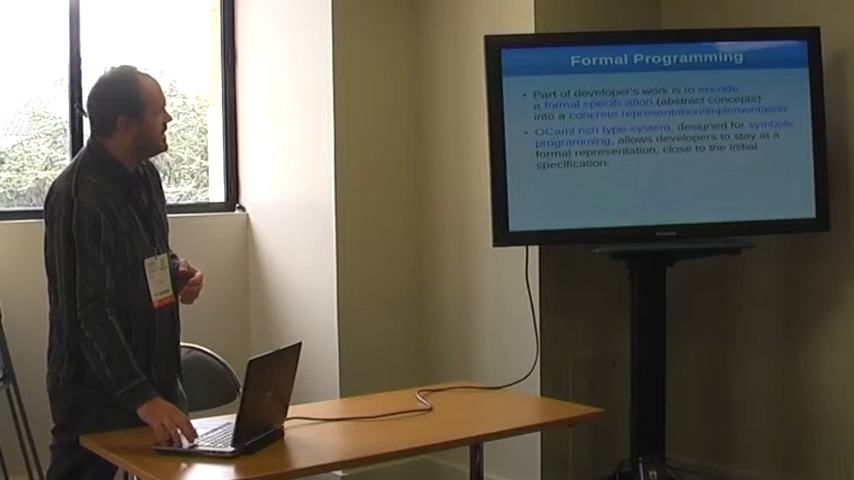 Formal Programming
• Part of developer's work is to encode
a formal specification (abstract concepts)
into a concrete representation/implementation
• OCaml rich type-system, designed for symbolic
programming, allows developers to stay at a
formal representation, close to the initial
specification.